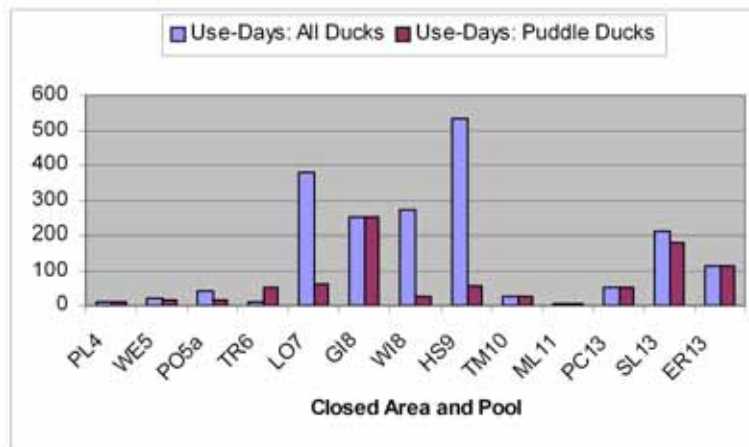 Use-Days: All Ducks Use-Days: Puddle Ducks
600
500
400
300
200
100
0
PL4 WE5 PO5a TR6 LO7 GI8 WI8 HS9 TM10 ML11 PC13 SL13 ER13
Closed Area and Pool